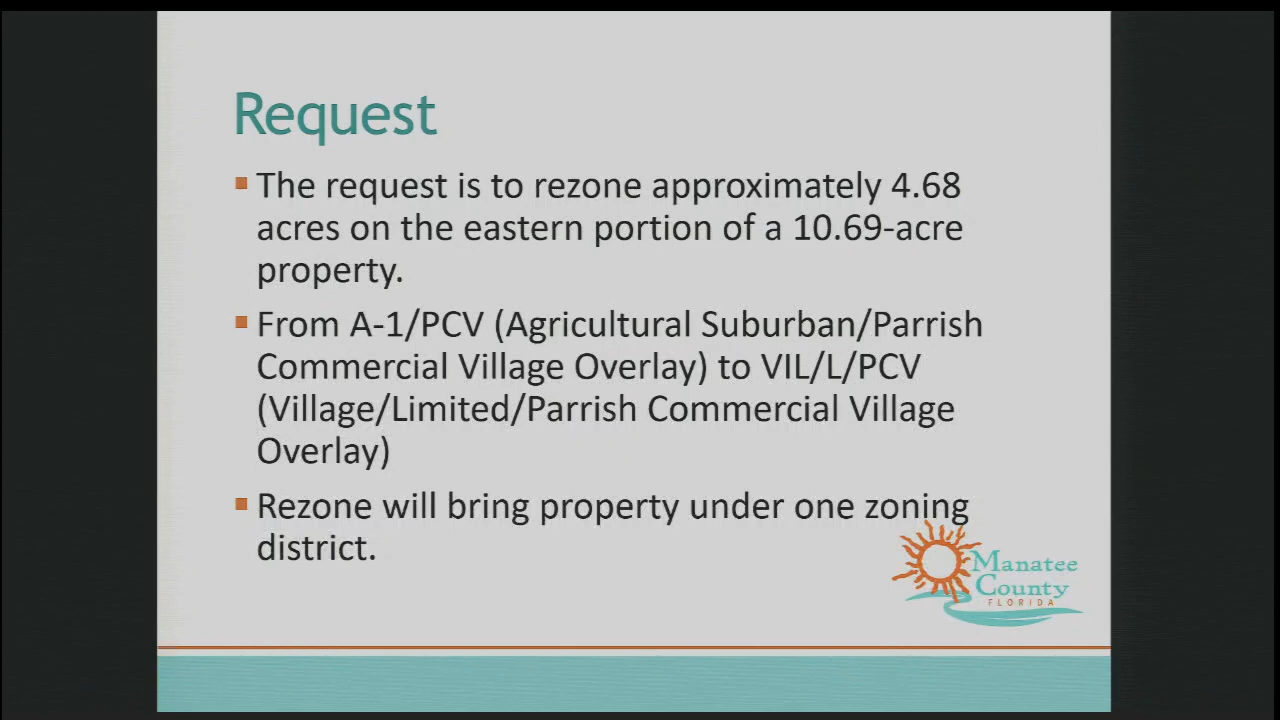 Request
The request is to rezone approximately 4.68
acres on the eastern portion of a 10.69-acre
property.
From A-1/PCV (Agricultural Suburban/Parrish
Commercial Village Overlay) to VIL/L/PCV
(Village/Limited/Parrish Commercial Village
Overlay)
Rezone will bring property under one zoning
district.
Manatee
County
FLORIDA